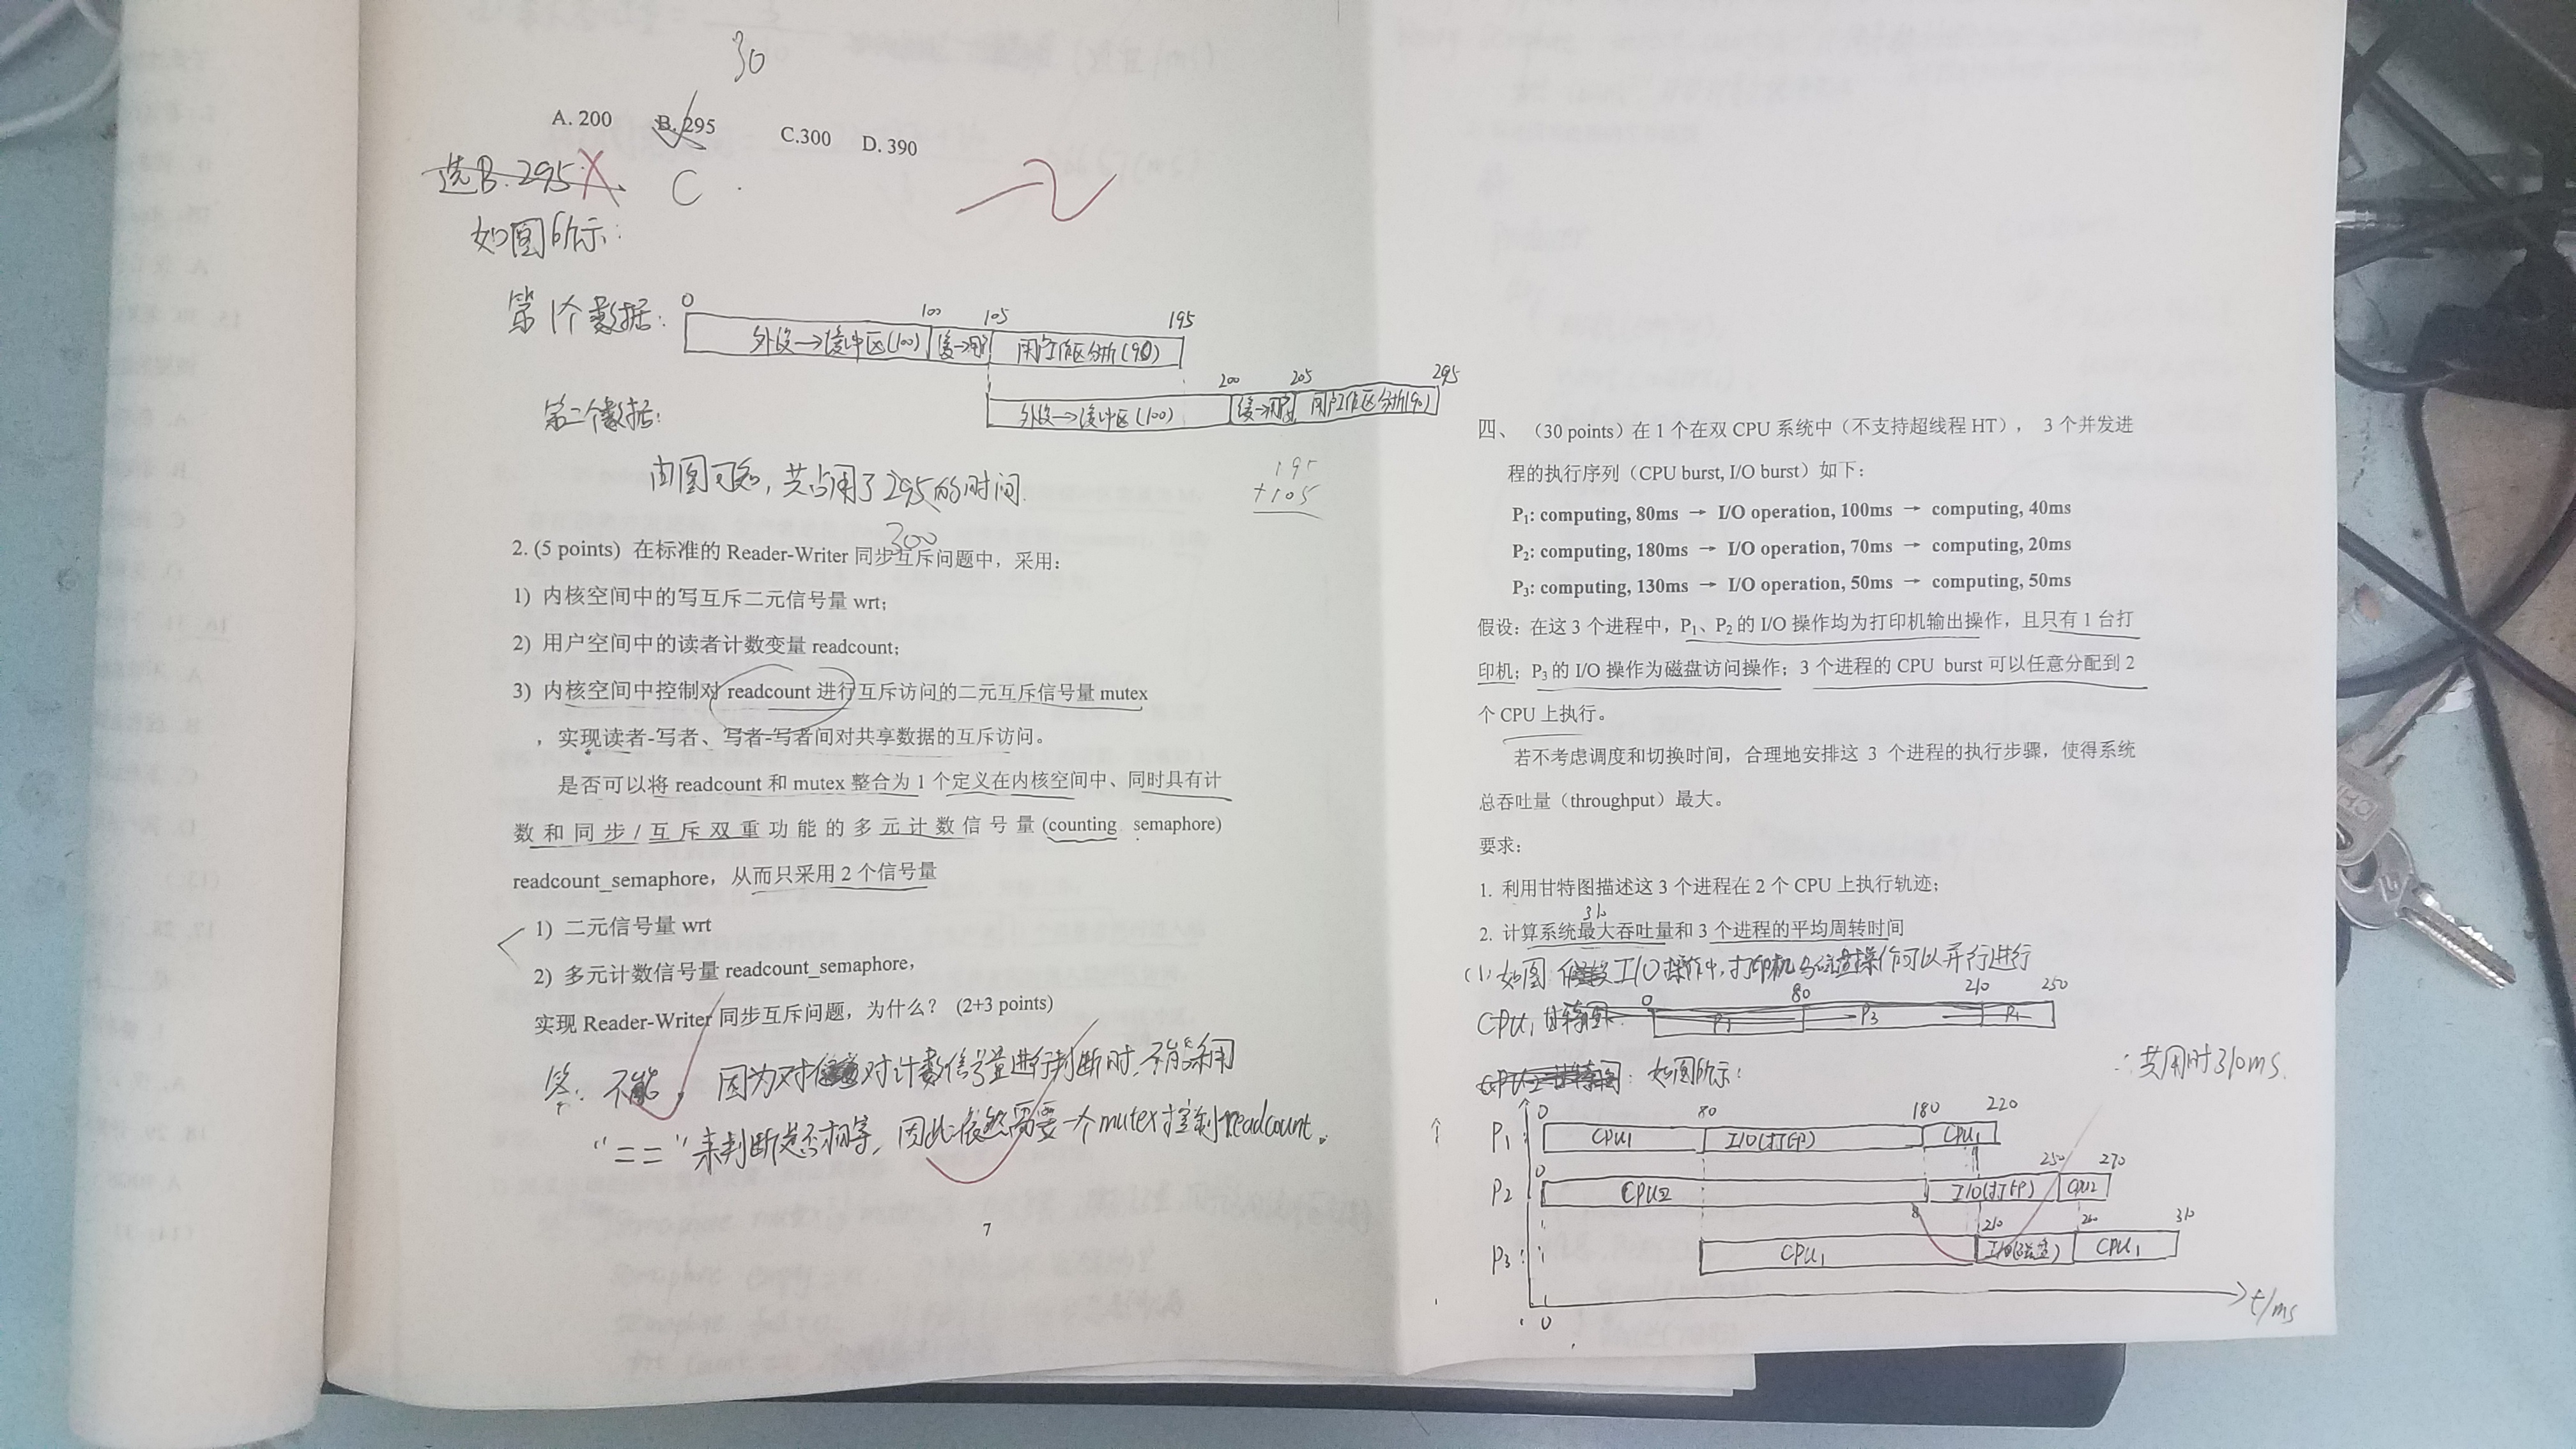 30
A. 200 B. 295 C.300 D. 390
选B. 295 C
如图所示:
第1个数据: 0 100 105 195
外设→缓冲区(100) 缓→用户 用户工作区分析(90)
第二个数据: 200 205 295
外设→缓冲区(100) 缓→用户 用户工作区分析(90)
由图可知, 共占用了295的时间.
300
195
+105
2. (5 points) 在标准的 Reader-Writer 同步互斥问题中，采用:
1) 内核空间中的写互斥二元信号量 wrt;
2) 用户空间中的读者计数变量 readcount;
3) 内核空间中控制对 readcount 进行互斥访问的二元互斥信号量 mutex
，实现读者-写者、写者-写者间对共享数据的互斥访问。
是否可以将 readcount 和 mutex 整合为 1 个定义在内核空间中、同时具有计
数和同步/互斥双重功能的多元计数信号量(counting semaphore)
readcount_semaphore，从而只采用 2 个信号量
1) 二元信号量 wrt
2) 多元计数信号量 readcount_semaphore，
实现 Reader-Writer 同步互斥问题，为什么？ (2+3 points)
答: 不能, 因为对对计数信号量进行判断时, 不能采用
“==”来判断是否相等, 因此依然需要一个mutex控制readcount.
7
四、 （30 points）在 1 个在双 CPU 系统中（不支持超线程 HT）， 3 个并发进
程的执行序列（CPU burst, I/O burst）如下:
P1: computing, 80ms → I/O operation, 100ms → computing, 40ms
P2: computing, 180ms → I/O operation, 70ms → computing, 20ms
P3: computing, 130ms → I/O operation, 50ms → computing, 50ms
假设: 在这 3 个进程中，P1、P2 的 I/O 操作均为打印机输出操作，且只有 1 台打
印机；P3 的 I/O 操作为磁盘访问操作；3 个进程的 CPU burst 可以任意分配到 2
个 CPU 上执行。
若不考虑调度和切换时间，合理地安排这 3 个进程的执行步骤，使得系统
总吞吐量（throughput）最大。
要求:
1. 利用甘特图描述这 3 个进程在 2 个 CPU 上执行轨迹;
310
2. 计算系统最大吞吐量和 3 个进程的平均周转时间
(1) 如图 I/O操作中, 打印机与磁盘操作可以并行进行
0 80 210 250
CPU1 甘特图: P1 P3 P1
CPU2甘特图: 如图所示:
∴共用时310ms.
0 80 180 220
P1: CPU1 I/O(打印) CPU1
0 250 270
P2 CPU2 I/O(打印) CPU2
210 260 310
P3: CPU1 I/O(磁盘) CPU1
0 t/ms